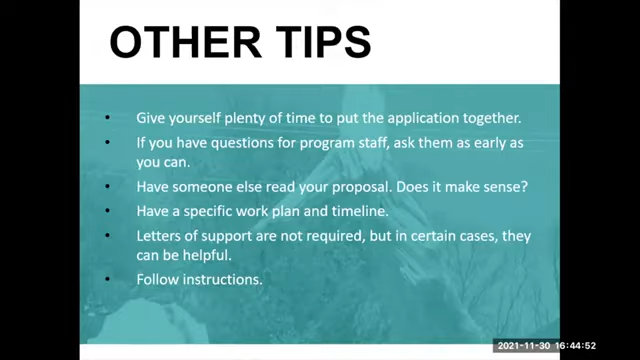 OTHER TIPS
• Give yourself plenty of time to put the application together.
• If you have questions for program staff, ask them as early as
you can.
• Have someone else read your proposal. Does it make sense?
• Have a specific work plan and timeline.
• Letters of support are not required, but in certain cases, they
can be helpful.
• Follow instructions.
2021-11-30 16:44:52